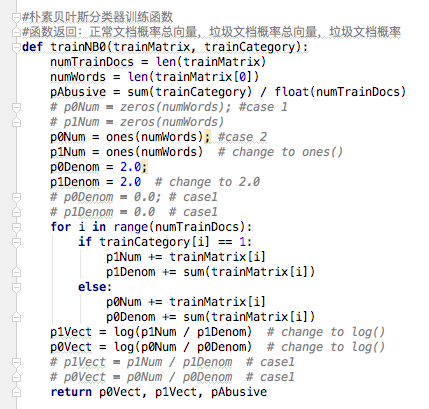 #朴素贝叶斯分类器训练函数
#函数返回：正常文档概率总向量，垃圾文档概率总向量，垃圾文档概率
def trainNB0(trainMatrix, trainCategory):
    numTrainDocs = len(trainMatrix)
    numWords = len(trainMatrix[0])
    pAbusive = sum(trainCategory) / float(numTrainDocs)
    # p0Num = zeros(numWords); #case 1
    # p1Num = zeros(numWords)
    p0Num = ones(numWords); #case 2
    p1Num = ones(numWords)  # change to ones()
    p0Denom = 2.0;
    p1Denom = 2.0  # change to 2.0
    # p0Denom = 0.0; # case1
    # p1Denom = 0.0  # case1
    for i in range(numTrainDocs):
        if trainCategory[i] == 1:
            p1Num += trainMatrix[i]
            p1Denom += sum(trainMatrix[i])
        else:
            p0Num += trainMatrix[i]
            p0Denom += sum(trainMatrix[i])
    p1Vect = log(p1Num / p1Denom)  # change to log()
    p0Vect = log(p0Num / p0Denom)  # change to log()
    # p1Vect = p1Num / p1Denom  # case1
    # p0Vect = p0Num / p0Denom  # case1
    return p0Vect, p1Vect, pAbusive